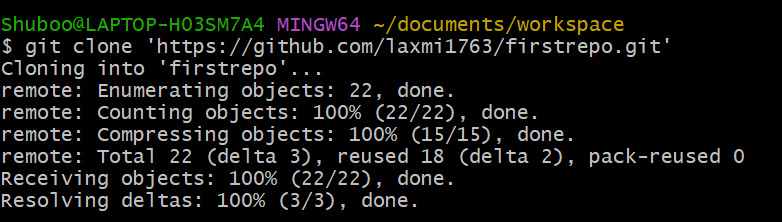 Shuboo@LAPTOP-HO3SM7A4 MINGW64 ~/documents/workspace
$ git clone 'https://github.com/laxmi1763/firstrepo.git'
Cloning into 'firstrepo'...
remote: Enumerating objects: 22, done.
remote: Counting objects: 100% (22/22), done.
remote: Compressing objects: 100% (15/15), done.
remote: Total 22 (delta 3), reused 18 (delta 2), pack-reused 0
Receiving objects: 100% (22/22), done.
Resolving deltas: 100% (3/3), done.